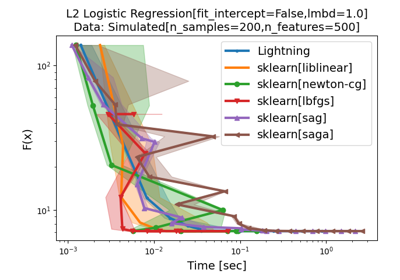 L2 Logistic Regression[fit_intercept=False,lmbd=1.0]
Data: Simulated[n_samples=200,n_features=500]
Lightning
sklearn[liblinear]
sklearn[newton-cg]
sklearn[lbfgs]
sklearn[sag]
sklearn[saga]
F(x)
10²
10¹
10⁻³
10⁻²
10⁻¹
10⁰
Time [sec]